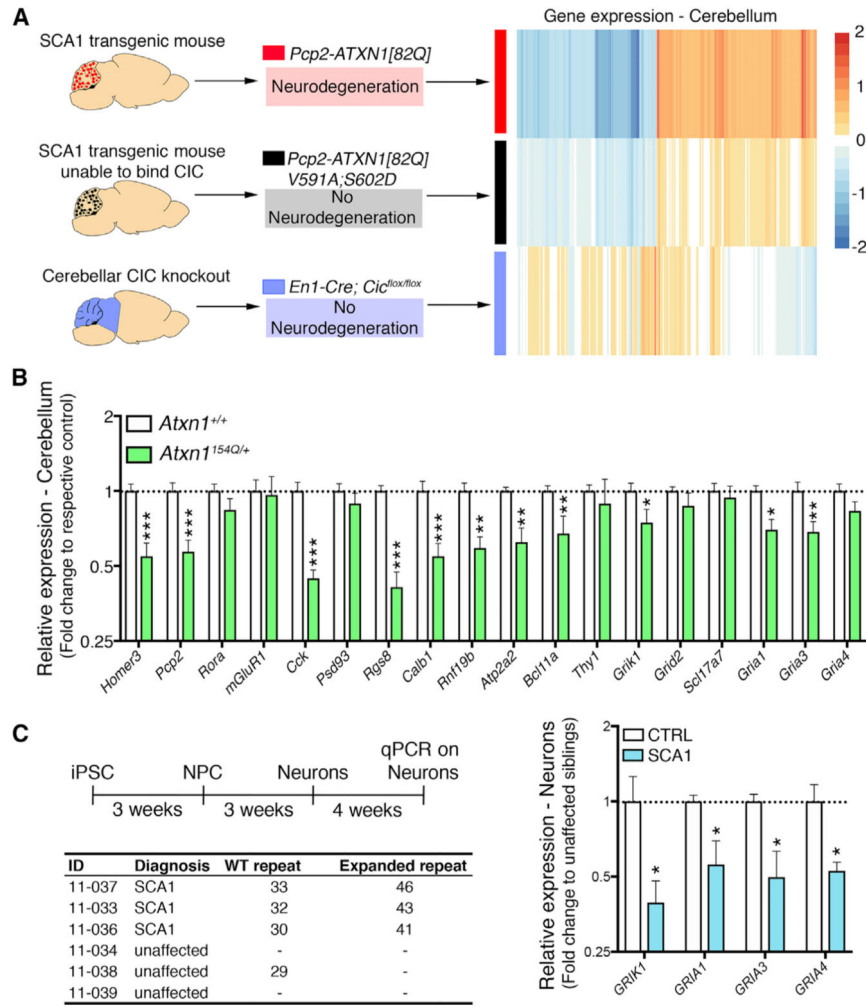 A
SCA1 transgenic mouse
Pcp2-ATXN1[82Q]
Neurodegeneration
SCA1 transgenic mouse
unable to bind CIC
Pcp2-ATXN1[82Q]
V591A;S602D
No
Neurodegeneration
Cerebellar CIC knockout
En1-Cre; Cicflox/flox
No
Neurodegeneration
Gene expression - Cerebellum
2
1
0
0
-1
-2
B
Relative expression - Cerebellum
(Fold change to respective control)
2
1
0.5
0.25
Atxn1+/+
Atxn1154Q/+
*** *** *** *** *** ** ** ** * * **
Homer3 Pcp2 Rora mGluR1 Cck Psd93 Rgs8 Calb1 Rnf19b Atp2a2 Bcl11a Thy1 Grik1 Grid2 Scl17a7 Gria1 Gria3 Gria4
C
iPSC NPC Neurons qPCR on
Neurons
3 weeks 3 weeks 4 weeks
ID Diagnosis WT repeat Expanded repeat
11-037 SCA1 33 46
11-033 SCA1 32 43
11-036 SCA1 30 41
11-034 unaffected - -
11-038 unaffected 29 -
11-039 unaffected - -
Relative expression - Neurons
(Fold change to unaffected siblings)
2
1
0.5
0.25
CTRL
SCA1
* * * *
GRIK1 GRIA1 GRIA3 GRIA4